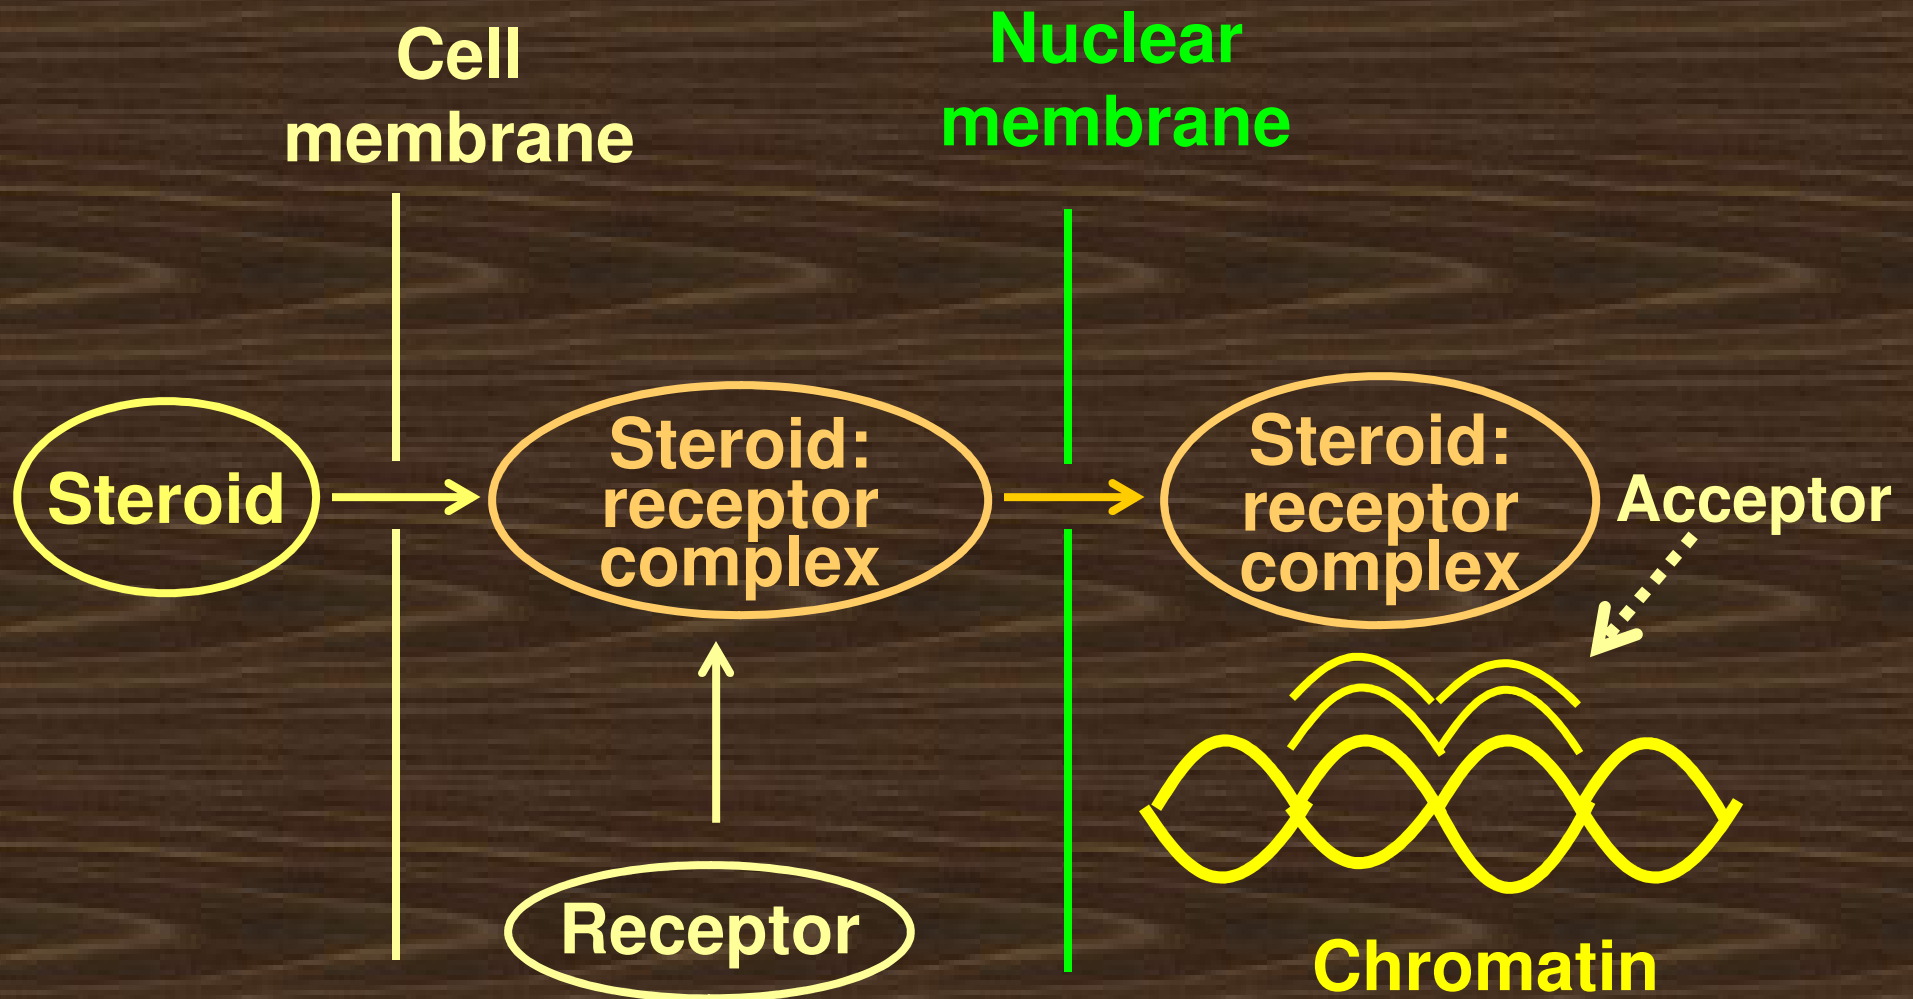 Cell
membrane
Nuclear
membrane
Steroid
Steroid:
receptor
complex
Steroid:
receptor
complex
Acceptor
Receptor
Chromatin